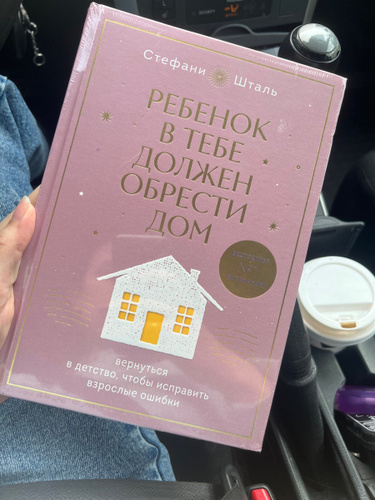 Стефани Шталь
РЕБЕНОК
В ТЕБЕ
ДОЛЖЕН
ОБРЕСТИ
ДОМ
вернуться
в детство, чтобы исправить
взрослые ошибки